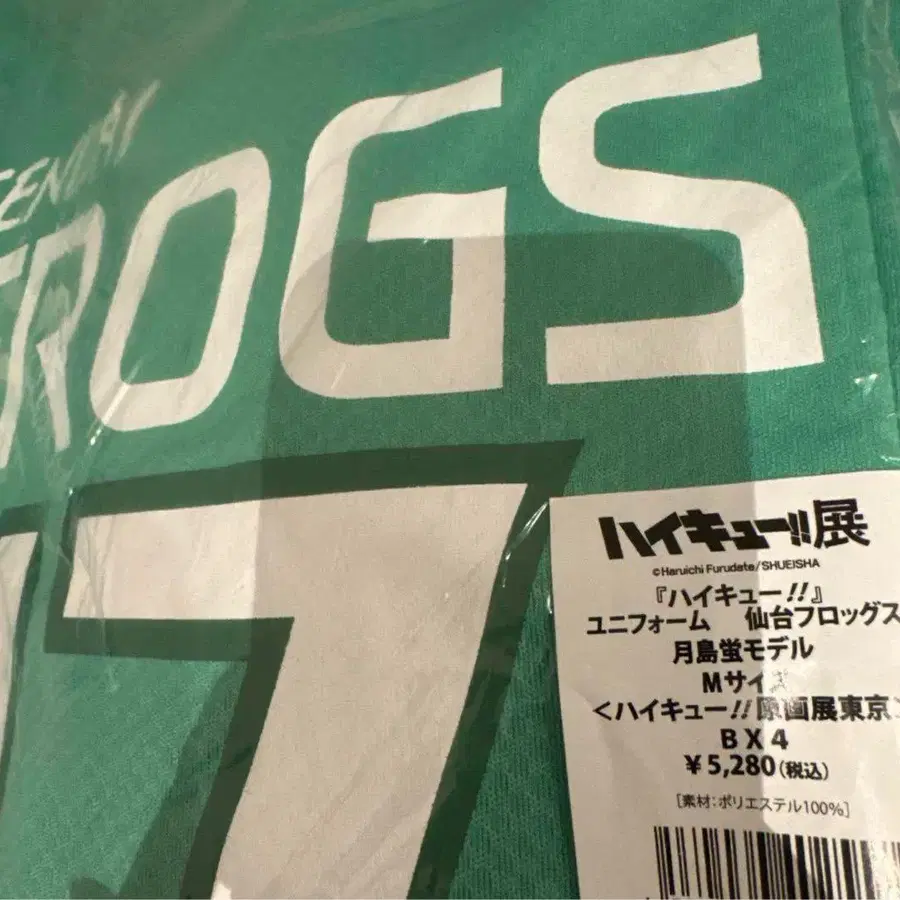 SENDAI
FROGS
17
ハイキュー!!展
©Haruichi Furudate/SHUEISHA
『ハイキュー!!』
ユニフォーム 仙台フロッグス
月島蛍モデル
Mサイズ
<ハイキュー!!原画展東京>
BX4
¥5,280(税込)
[素材:ポリエステル100%]